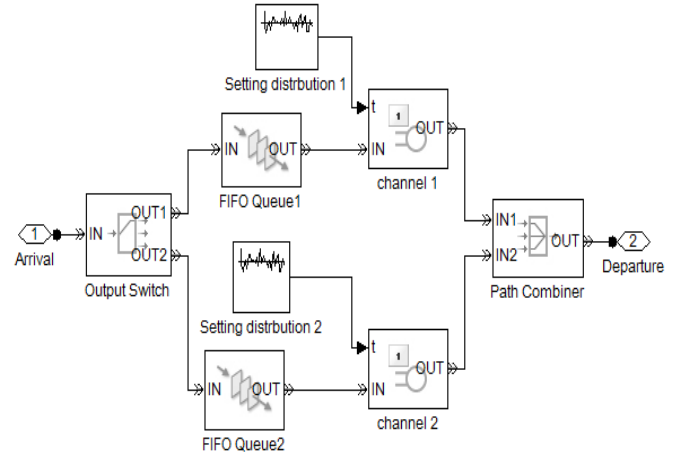 Setting distrbution 1
t
1
OUT
IN
channel 1
IN
OUT
FIFO Queue1
1
Arrival
IN
OUT1
OUT2
Output Switch
Setting distrbution 2
t
1
OUT
IN
channel 2
IN
OUT
FIFO Queue2
IN1
IN2
OUT
Path Combiner
2
Departure